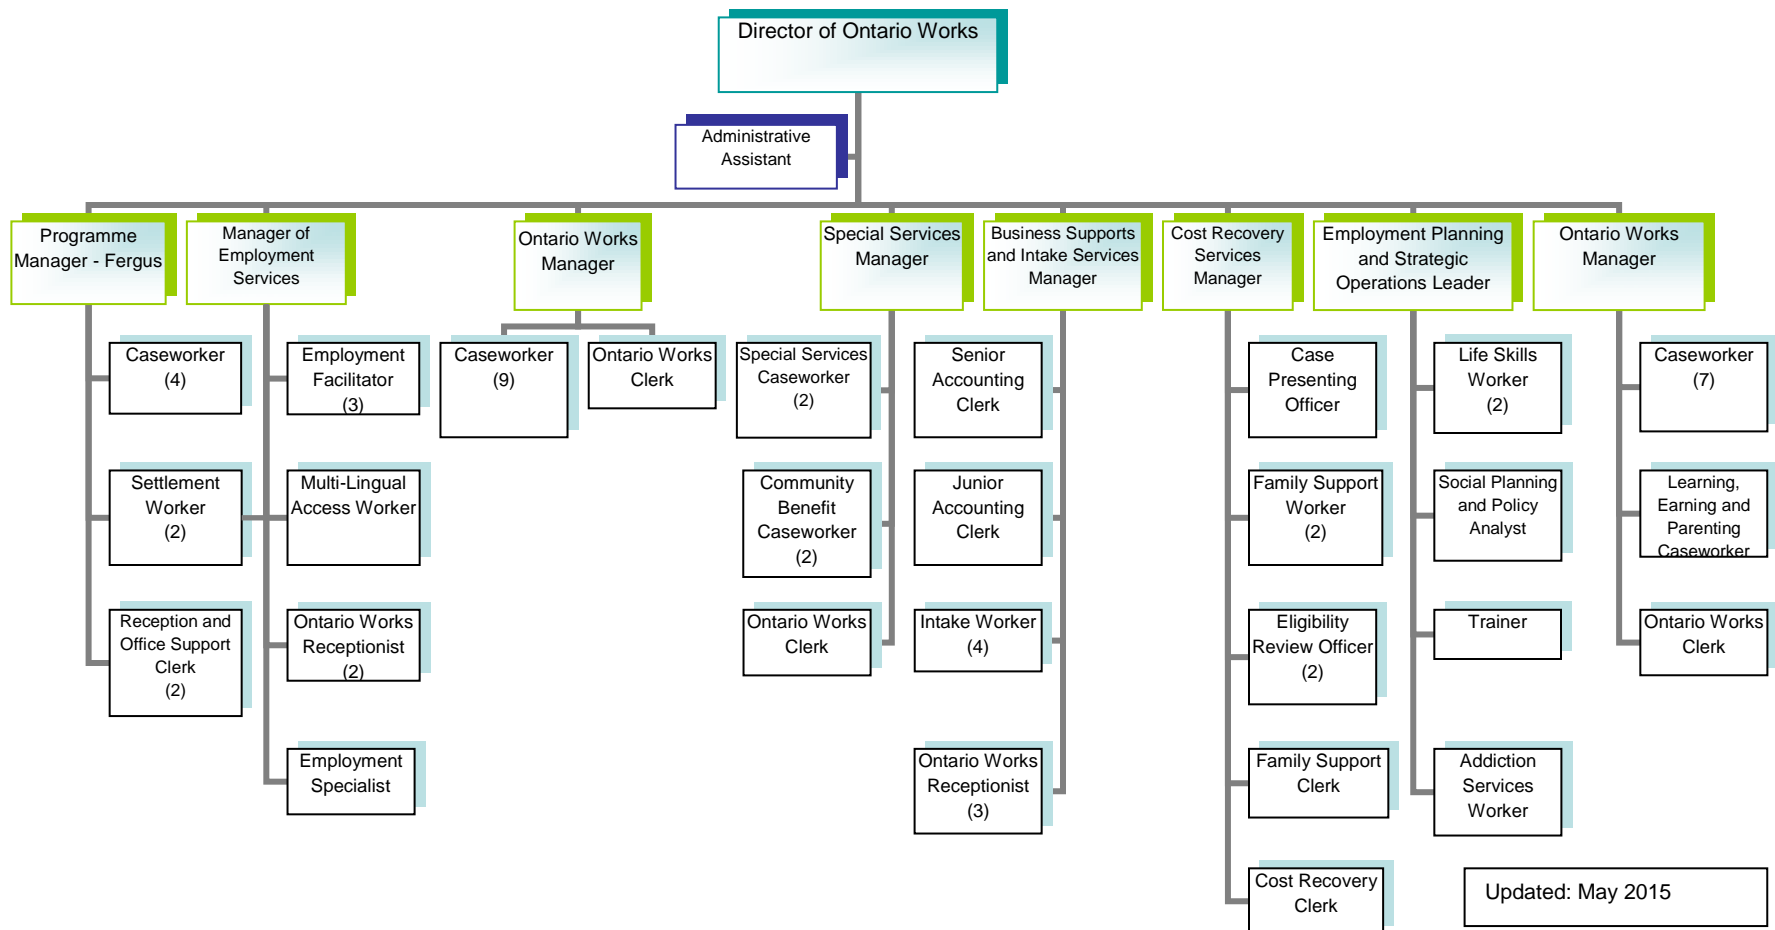 Director of Ontario Works
Administrative
Assistant
Programme
Manager - Fergus
Manager of
Employment
Services
Ontario Works
Manager
Special Services
Manager
Business Supports
and Intake Services
Manager
Cost Recovery
Services
Manager
Employment Planning
and Strategic
Operations Leader
Ontario Works
Manager
Caseworker
(4)
Employment
Facilitator
(3)
Caseworker
(9)
Ontario Works
Clerk
Special Services
Caseworker
(2)
Senior
Accounting
Clerk
Case
Presenting
Officer
Life Skills
Worker
(2)
Caseworker
(7)
Settlement
Worker
(2)
Multi-Lingual
Access Worker
Community
Benefit
Caseworker
(2)
Junior
Accounting
Clerk
Family Support
Worker
(2)
Social Planning
and Policy
Analyst
Learning,
Earning and
Parenting
Caseworker
Reception and
Office Support
Clerk
(2)
Ontario Works
Receptionist
(2)
Ontario Works
Clerk
Intake Worker
(4)
Eligibility
Review Officer
(2)
Trainer
Ontario Works
Clerk
Employment
Specialist
Ontario Works
Receptionist
(3)
Family Support
Clerk
Addiction
Services
Worker
Cost Recovery
Clerk
Updated: May 2015